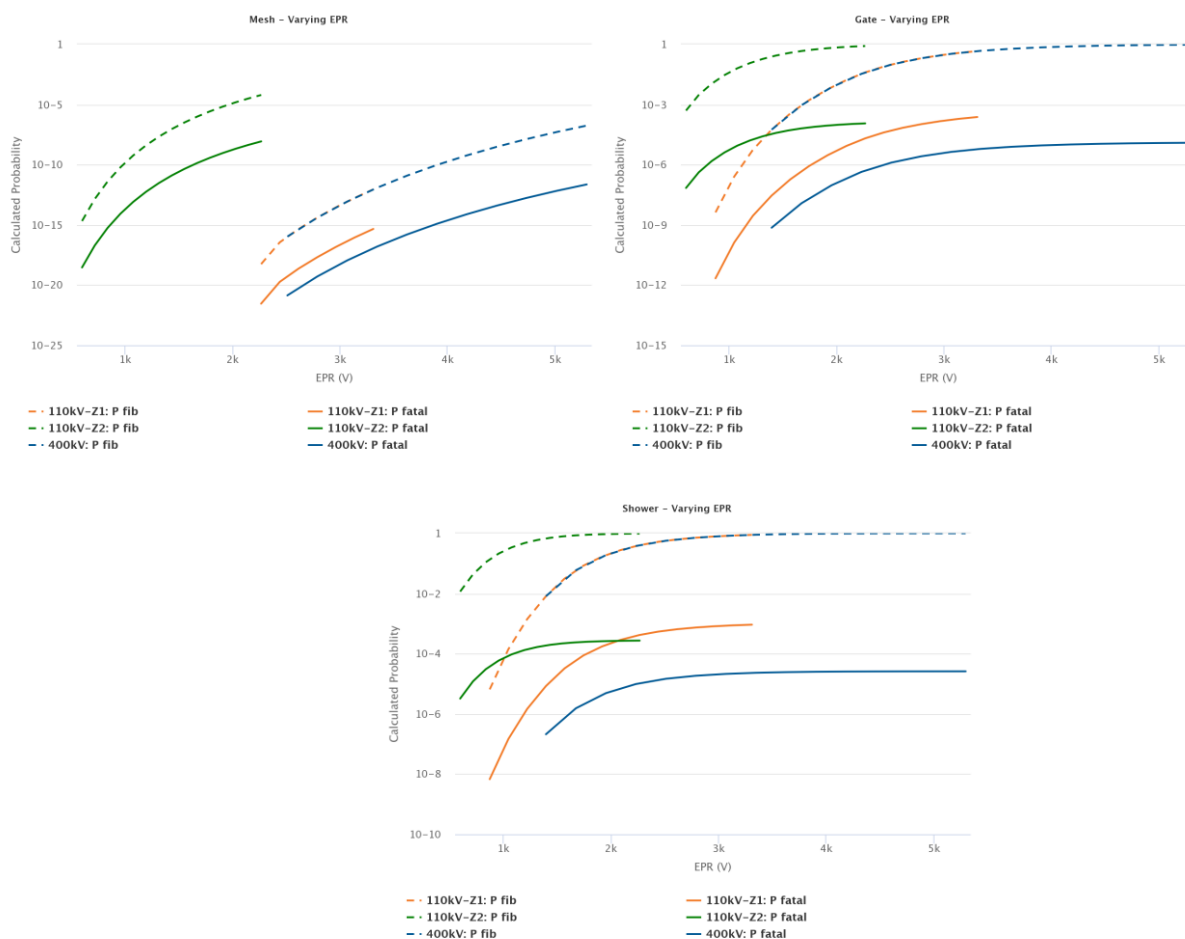 Mesh – Varying EPR
Calculated Probability
1
10−5
10−10
10−15
10−20
10−25
1k 2k 3k 4k 5k
EPR (V)
110kV–Z1: P fib 110kV–Z1: P fatal
110kV–Z2: P fib 110kV–Z2: P fatal
400kV: P fib 400kV: P fatal
Gate – Varying EPR
Calculated Probability
1
10−3
10−6
10−9
10−12
10−15
1k 2k 3k 4k 5k
EPR (V)
110kV–Z1: P fib 110kV–Z1: P fatal
110kV–Z2: P fib 110kV–Z2: P fatal
400kV: P fib 400kV: P fatal
Shower – Varying EPR
Calculated Probability
1
10−2
10−4
10−6
10−8
10−10
1k 2k 3k 4k 5k
EPR (V)
110kV–Z1: P fib 110kV–Z1: P fatal
110kV–Z2: P fib 110kV–Z2: P fatal
400kV: P fib 400kV: P fatal